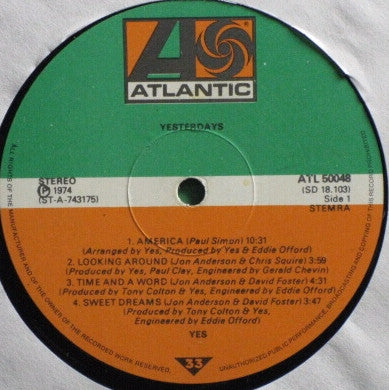 ATLANTIC
YESTERDAYS
STEREO
Ⓟ 1974
(ST-A-743175)
ATL 50048
(SD 18.103)
Side 1
STEMRA
1. AMERICA (Paul Simon) 10:31
(Arranged by Yes, Produced by Yes & Eddie Offord)
2. LOOKING AROUND (Jon Anderson & Chris Squire) 3:59
(Produced by Yes, Paul Clay, Engineered by Gerald Chevin)
3. TIME AND A WORD (Jon Anderson & David Foster) 4:31
(Produced by Tony Colton & Yes, Engineered by Eddie Offord)
4. SWEET DREAMS (Jon Anderson & David Foster) 3:47
(Produced by Tony Colton & Yes,
Engineered by Eddie Offord)
YES
33
ALL RIGHTS OF THE MANUFACTURER AND OF THE OWNER OF THE RECORDED WORK RESERVED.
UNAUTHORIZED PUBLIC PERFORMANCE, BROADCASTING AND COPYING OF THIS RECORD PROHIBITED